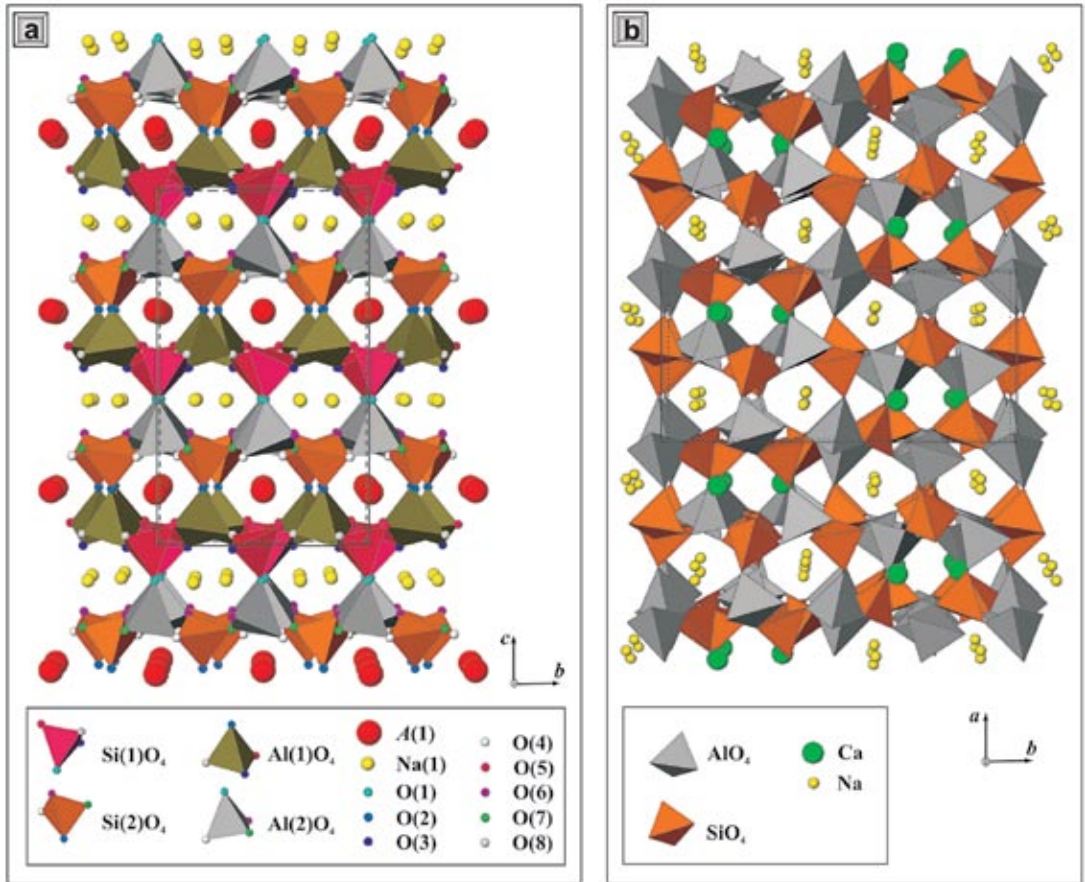 a
c
b
Si(1)O₄
Al(1)O₄
A(1)
Na(1)
O(1)
O(2)
O(3)
O(4)
O(5)
O(6)
O(7)
O(8)
Si(2)O₄
Al(2)O₄
b
a
b
AlO₄
SiO₄
Ca
Na